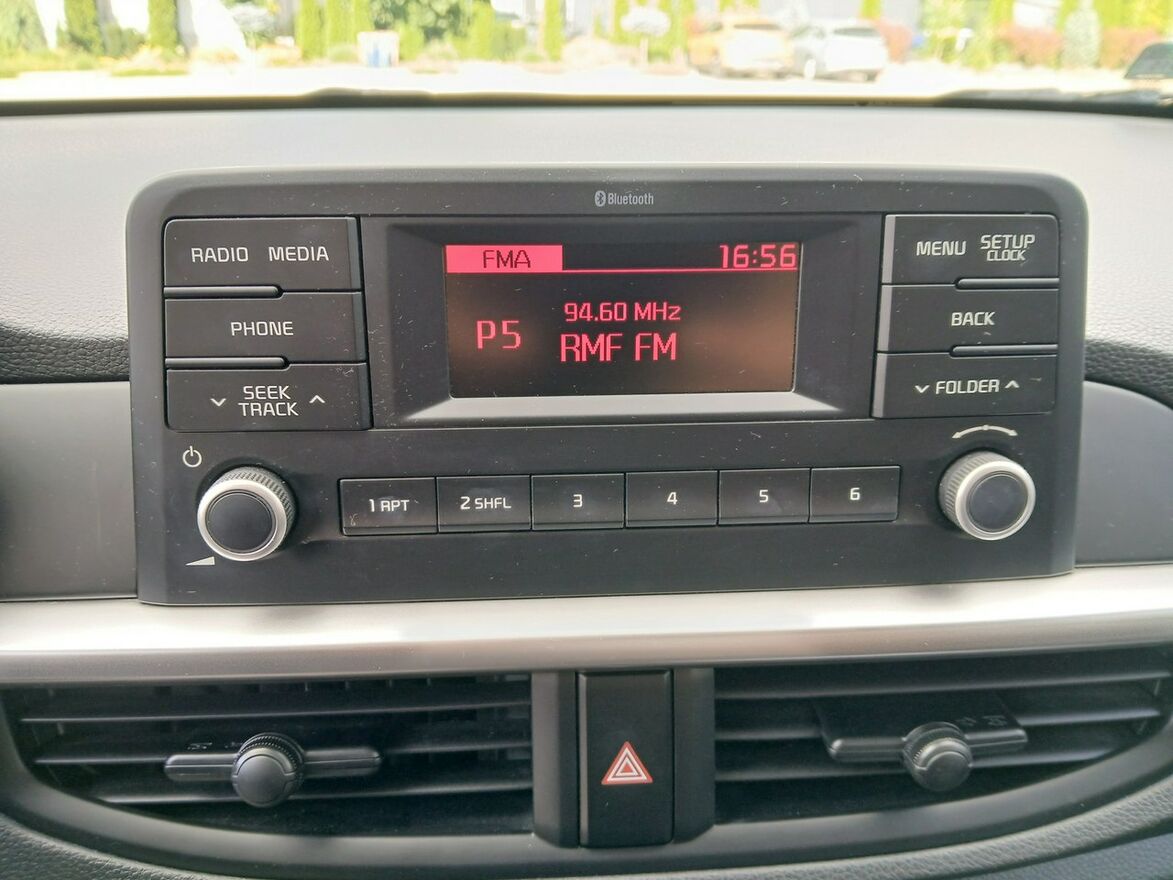 Bluetooth
RADIO MEDIA
PHONE
SEEK
TRACK
FMA 16:56
94.60 MHz
P5
RMF FM
MENU SETUP
CLOCK
BACK
FOLDER
1 RPT
2 SHFL
3
4
5
6